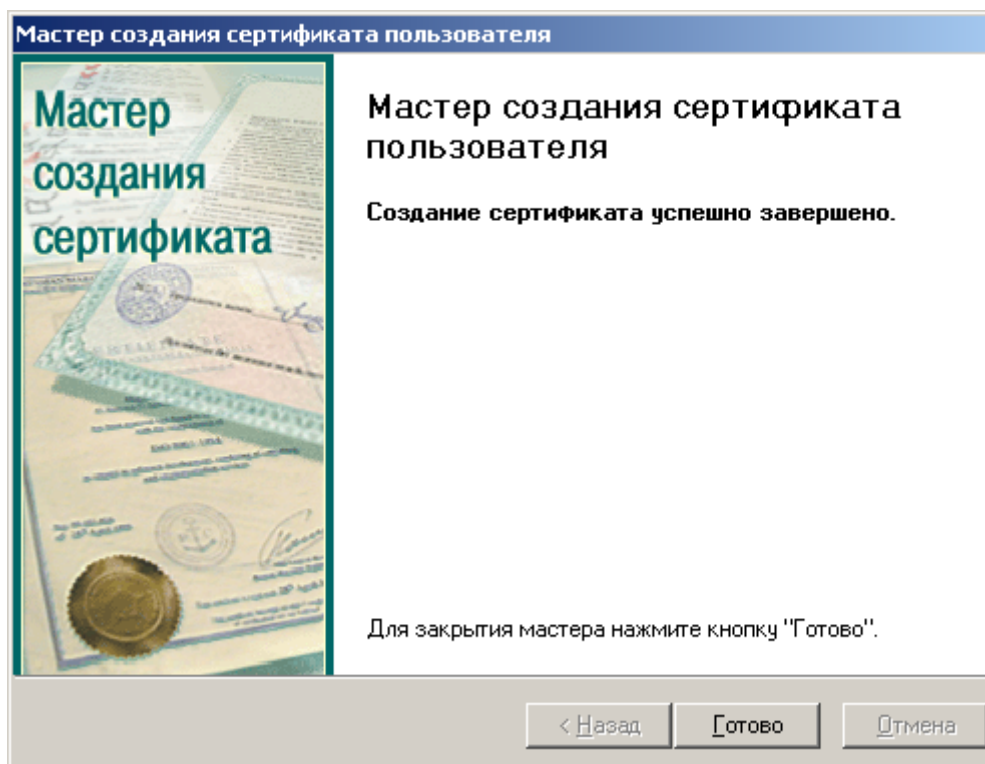 Мастер создания сертификата пользователя
Мастер
создания
сертификата
Мастер создания сертификата
пользователя
Создание сертификата успешно завершено.
Для закрытия мастера нажмите кнопку "Готово".
< Назад
Готово
Отмена